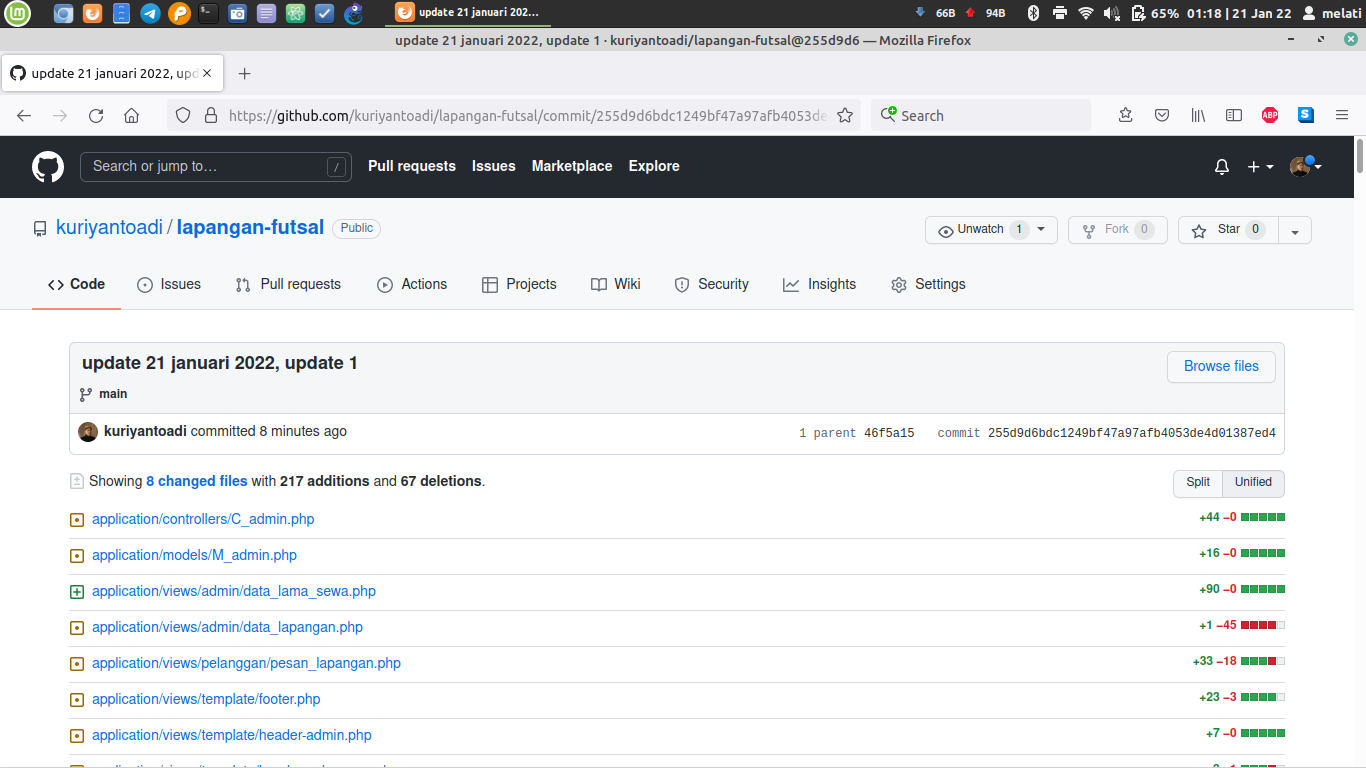 update 21 januari 202...
66B 94B 65% 01:18 | 21 Jan 22 melati
update 21 januari 2022, update 1 · kuriyantoadi/lapangan-futsal@255d9d6 — Mozilla Firefox
update 21 januari 2022, upd
https://github.com/kuriyantoadi/lapangan-futsal/commit/255d9d6bdc1249bf47a97afb4053de
Search
ABP
S
Search or jump to… /
Pull requests Issues Marketplace Explore
kuriyantoadi / lapangan-futsal Public
Unwatch 1 Fork 0 Star 0
Code Issues Pull requests Actions Projects Wiki Security Insights Settings
update 21 januari 2022, update 1
Browse files
main
kuriyantoadi committed 8 minutes ago
1 parent 46f5a15 commit 255d9d6bdc1249bf47a97afb4053de4d01387ed4
Showing 8 changed files with 217 additions and 67 deletions.
Split Unified
application/controllers/C_admin.php +44 −0
application/models/M_admin.php +16 −0
application/views/admin/data_lama_sewa.php +90 −0
application/views/admin/data_lapangan.php +1 −45
application/views/pelanggan/pesan_lapangan.php +33 −18
application/views/template/footer.php +23 −3
application/views/template/header-admin.php +7 −0